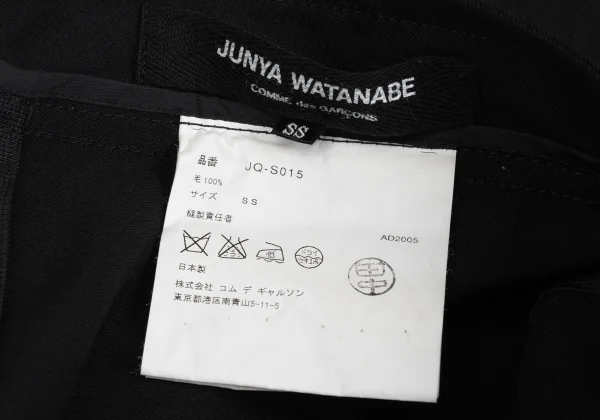 JUNYA WATANABE
COMME des GARÇONS
SS
品番 JQ-S015
毛 100%
サイズ SS
縫製責任者
AD2005
日本製
株式会社 コム デ ギャルソン
東京都港区南青山5-11-5